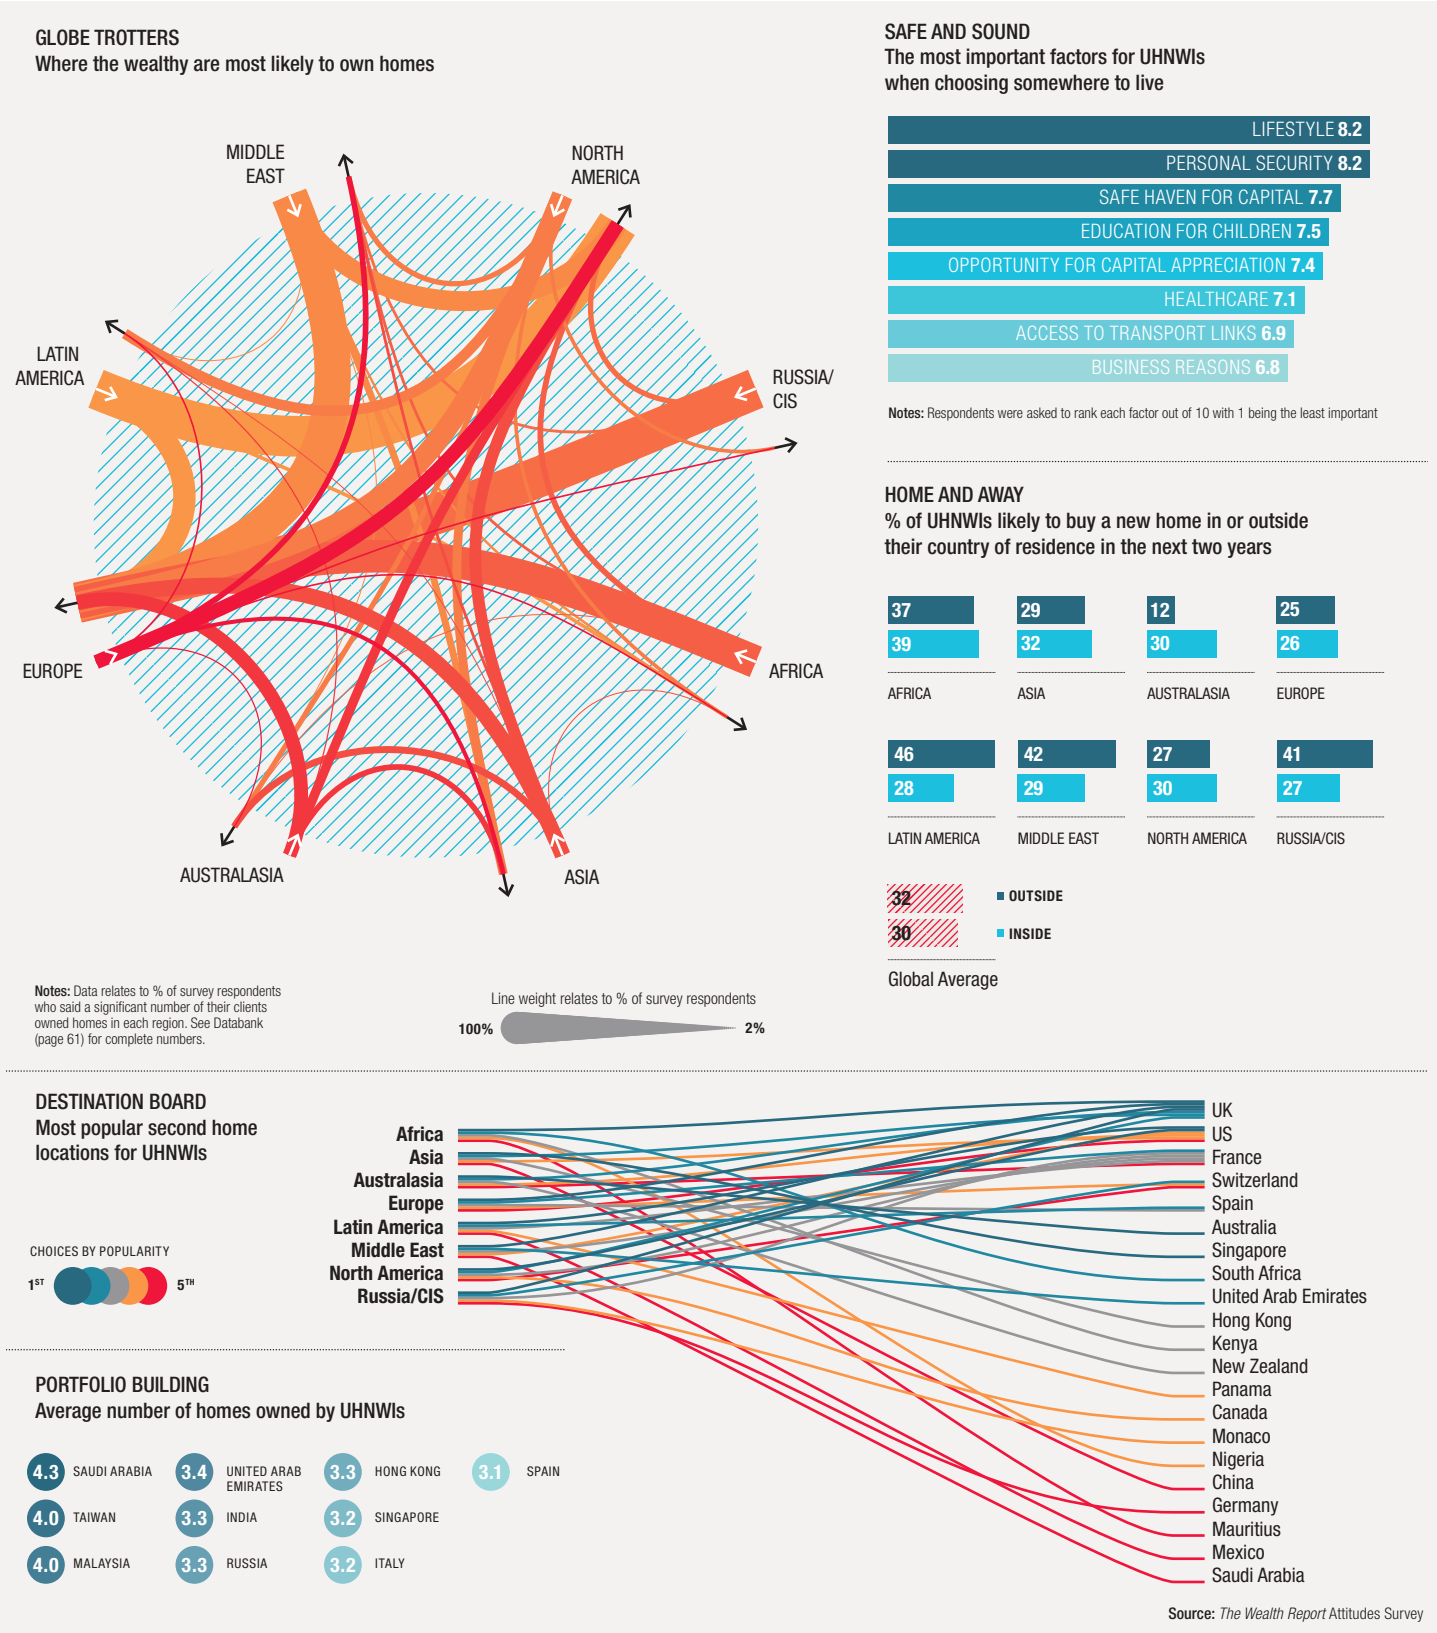 GLOBE TROTTERS
Where the wealthy are most likely to own homes
MIDDLE
EAST
NORTH
AMERICA
LATIN
AMERICA
RUSSIA/
CIS
EUROPE
AFRICA
AUSTRALASIA
ASIA
Notes: Data relates to % of survey respondents
who said a significant number of their clients
owned homes in each region. See Databank
(page 61) for complete numbers.
Line weight relates to % of survey respondents
100%
2%
SAFE AND SOUND
The most important factors for UHNWIs
when choosing somewhere to live
LIFESTYLE 8.2
PERSONAL SECURITY 8.2
SAFE HAVEN FOR CAPITAL 7.7
EDUCATION FOR CHILDREN 7.5
OPPORTUNITY FOR CAPITAL APPRECIATION 7.4
HEALTHCARE 7.1
ACCESS TO TRANSPORT LINKS 6.9
BUSINESS REASONS 6.8
Notes: Respondents were asked to rank each factor out of 10 with 1 being the least important
HOME AND AWAY
% of UHNWIs likely to buy a new home in or outside
their country of residence in the next two years
37
39
AFRICA
29
32
ASIA
12
30
AUSTRALASIA
25
26
EUROPE
46
28
LATIN AMERICA
42
29
MIDDLE EAST
27
30
NORTH AMERICA
41
27
RUSSIA/CIS
32
30
Global Average
OUTSIDE
INSIDE
DESTINATION BOARD
Most popular second home
locations for UHNWIs
CHOICES BY POPULARITY
1ST
5TH
Africa
Asia
Australasia
Europe
Latin America
Middle East
North America
Russia/CIS
UK
US
France
Switzerland
Spain
Australia
Singapore
South Africa
United Arab Emirates
Hong Kong
Kenya
New Zealand
Panama
Canada
Monaco
Nigeria
China
Germany
Mauritius
Mexico
Saudi Arabia
PORTFOLIO BUILDING
Average number of homes owned by UHNWIs
4.3 SAUDI ARABIA
4.0 TAIWAN
4.0 MALAYSIA
3.4 UNITED ARAB
EMIRATES
3.3 INDIA
3.3 RUSSIA
3.3 HONG KONG
3.2 SINGAPORE
3.2 ITALY
3.1 SPAIN
Source: The Wealth Report Attitudes Survey